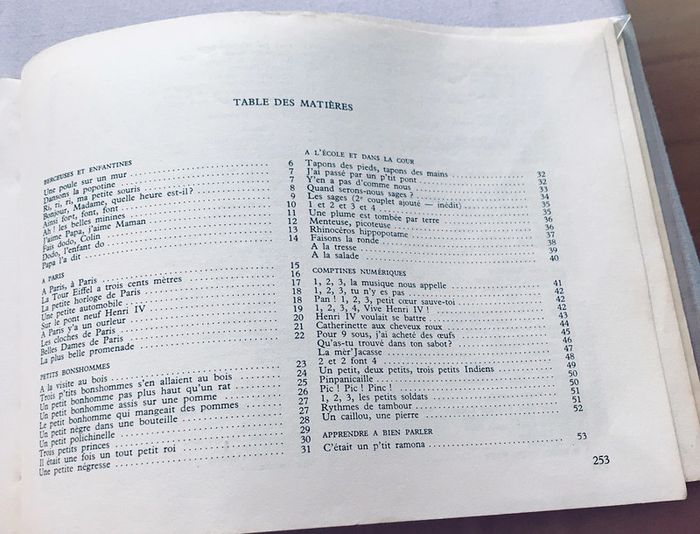 TABLE DES MATIÈRES
BERCEUSES ET ENFANTINES
Une poule sur un mur 6
Dansons la popotine 7
Ri, ri, ri, ma petite souris 7
Bonjour, Madame, quelle heure est-il? 8
Ainsi font, font, font 9
Ah ! les belles minines 10
J'aime Papa, j'aime Maman 11
Fais dodo, Colin 12
Dodo, l'enfant do 13
Papa l'a dit 14
A PARIS
A Paris, à Paris 15
La Tour Eiffel a trois cents mètres 16
La petite horloge de Paris 17
Une petite automobile 18
Sur le pont neuf Henri IV 18
A Paris y'a un ourleur 19
Les cloches de Paris 20
Belles Dames de Paris 21
La plus belle promenade 22
PETITS BONSHOMMES
A la visite au bois 23
Trois p'tits bonshommes s'en allaient au bois 24
Un petit bonhomme pas plus haut qu'un rat 25
Un petit bonhomme assis sur une pomme 26
Le petit bonhomme qui mangeait des pommes 27
Un petit nègre dans une bouteille 27
Un petit polichinelle 28
Trois petits princes 29
Il était une fois un tout petit roi 30
Une petite négresse 31
A L'ÉCOLE ET DANS LA COUR
Tapons des pieds, tapons des mains 32
J'ai passé par un p'tit pont 32
Y'en a pas d'comme nous 33
Quand serons-nous sages ? 34
Les sages (2e couplet ajouté — inédit) 35
1 et 2 et 3 et 4 35
Une plume est tombée par terre 36
Menteuse, picoteuse 36
Rhinocéros hippopotame 37
Faisons la ronde 38
A la tresse 39
A la salade 40
COMPTINES NUMÉRIQUES
1, 2, 3, la musique nous appelle 41
1, 2, 3, tu n'y es pas 42
Pan ! 1, 2, 3, petit cœur sauve-toi 42
1, 2, 3, 4, Vive Henri IV ! 42
Henri IV voulait se battre 43
Catherinette aux cheveux roux 44
Pour 9 sous, j'ai acheté des œufs 45
Qu'as-tu trouvé dans ton sabot? 46
La mèr'Jacasse 47
2 et 2 font 4 48
Un petit, deux petits, trois petits Indiens 49
Pinpanicaille 50
Pic ! Pic ! Pinc ! 50
1, 2, 3, les petits soldats 51
Rythmes de tambour 51
Un caillou, une pierre 52
APPRENDRE A BIEN PARLER
C'était un p'tit ramona 53
253